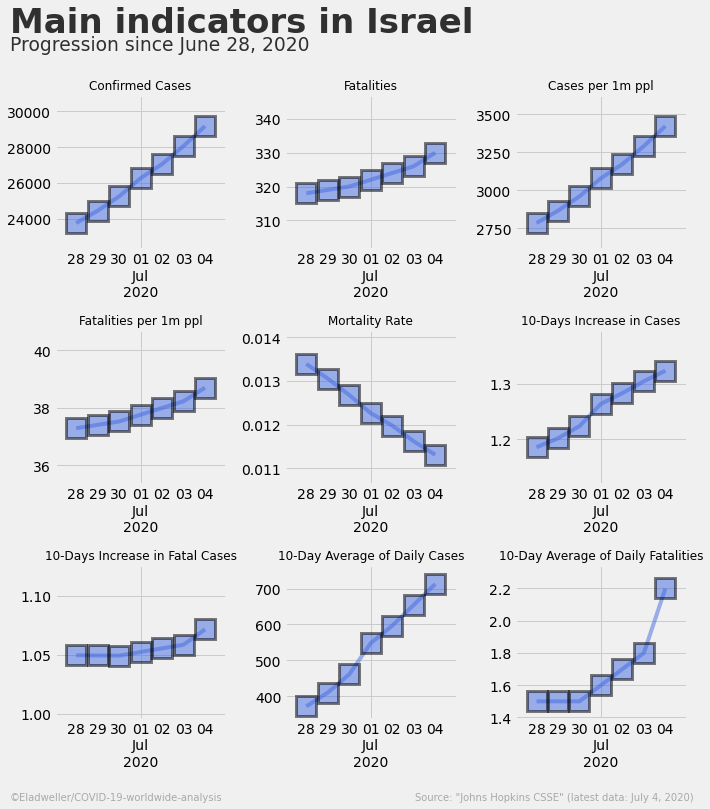 Main indicators in Israel
Progression since June 28, 2020
Confirmed Cases
30000
28000
26000
24000
28 29 30 01 02 03 04
Jul
2020
Fatalities
340
330
320
310
28 29 30 01 02 03 04
Jul
2020
Cases per 1m ppl
3500
3250
3000
2750
28 29 30 01 02 03 04
Jul
2020
Fatalities per 1m ppl
40
38
36
28 29 30 01 02 03 04
Jul
2020
Mortality Rate
0.014
0.013
0.012
0.011
28 29 30 01 02 03 04
Jul
2020
10-Days Increase in Cases
1.3
1.2
28 29 30 01 02 03 04
Jul
2020
10-Days Increase in Fatal Cases
1.10
1.05
1.00
28 29 30 01 02 03 04
Jul
2020
10-Day Average of Daily Cases
700
600
500
400
28 29 30 01 02 03 04
Jul
2020
10-Day Average of Daily Fatalities
2.2
2.0
1.8
1.6
1.4
28 29 30 01 02 03 04
Jul
2020
©Eladweller/COVID-19-worldwide-analysis
Source: "Johns Hopkins CSSE" (latest data: July 4, 2020)